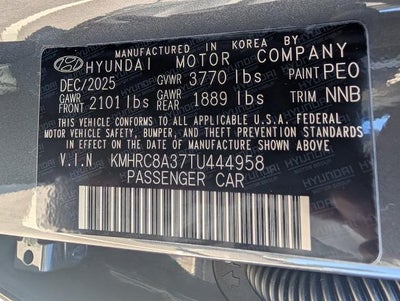 MANUFACTURED IN KOREA BY
HYUNDAI MOTOR COMPANY
DEC/2025 GVWR 3770 lbs PAINT PE0
GAWR FRONT 2101 lbs GAWR REAR 1889 lbs TRIM NNB
THIS VEHICLE CONFORMS TO ALL APPLICABLE U.S.A. FEDERAL
MOTOR VEHICLE SAFETY, BUMPER, AND THEFT PREVENTION STANDARDS
IN EFFECT ON THE DATE OF MANUFACTURE SHOWN ABOVE.
V.I.N KMHRC8A37TU444958
PASSENGER CAR